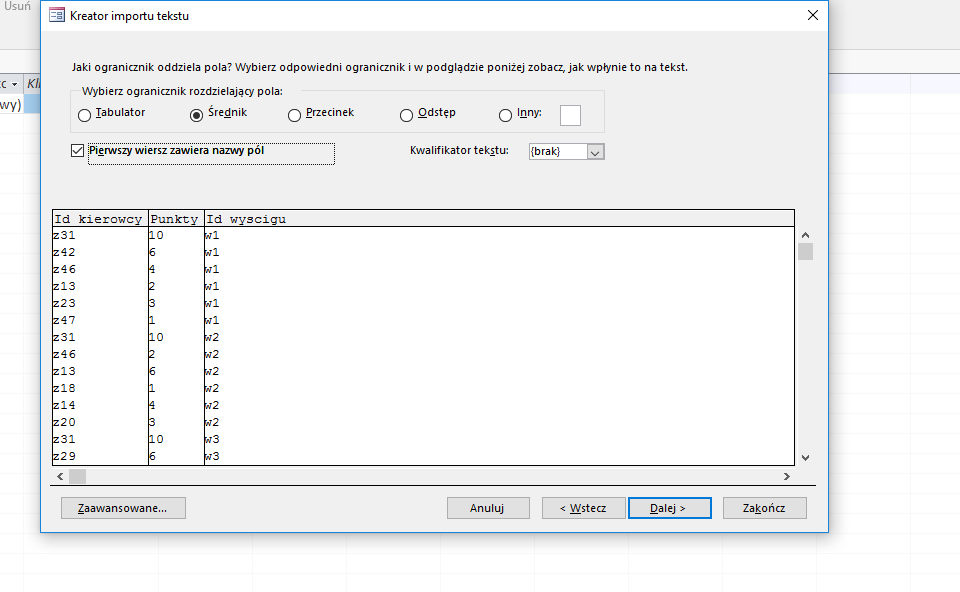 Usuń
Kreator importu tekstu
Jaki ogranicznik oddziela pola? Wybierz odpowiedni ogranicznik i w podglądzie poniżej zobacz, jak wpłynie to na tekst.
Wybierz ogranicznik rozdzielający pola:
Tabulator Średnik Przecinek Odstęp Inny:
Pierwszy wiersz zawiera nazwy pól Kwalifikator tekstu: {brak}
Id kierowcy Punkty Id wyscigu
z31 10 w1
z42 6 w1
z46 4 w1
z13 2 w1
z23 3 w1
z47 1 w1
z31 10 w2
z46 2 w2
z13 6 w2
z18 1 w2
z14 4 w2
z20 3 w2
z31 10 w3
z29 6 w3
Zaawansowane... Anuluj < Wstecz Dalej > Zakończ